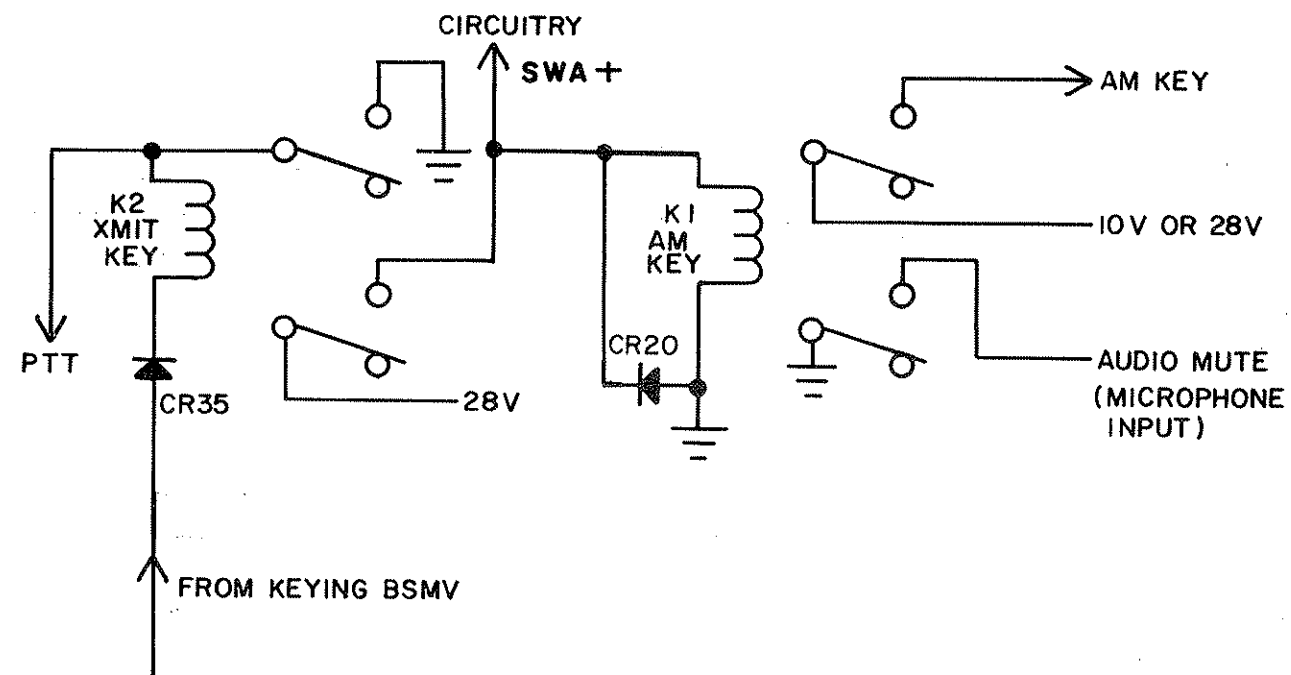 CIRCUITRY
SWA +
AM KEY
K2
XMIT
KEY
K1
AM
KEY
10V OR 28V
PTT
CR35
28V
CR20
AUDIO MUTE
(MICROPHONE
INPUT)
FROM KEYING BSMV